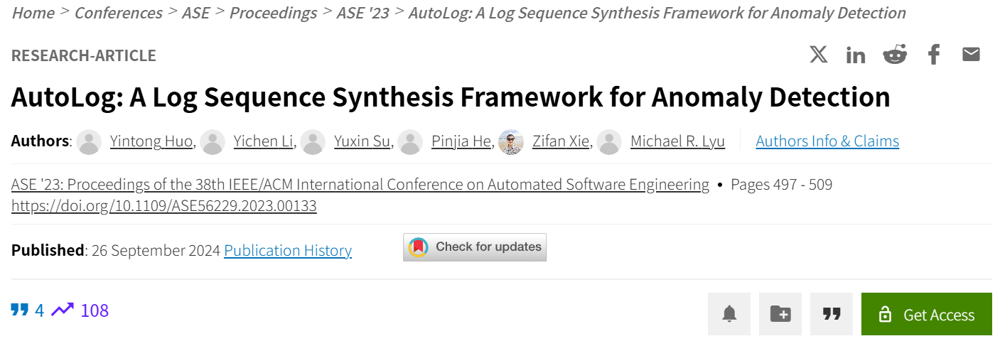 Home > Conferences > ASE > Proceedings > ASE '23 > AutoLog: A Log Sequence Synthesis Framework for Anomaly Detection
RESEARCH-ARTICLE
AutoLog: A Log Sequence Synthesis Framework for Anomaly Detection
Authors: Yintong Huo, Yichen Li, Yuxin Su, Pinjia He, Zifan Xie, Michael R. Lyu Authors Info & Claims
ASE '23: Proceedings of the 38th IEEE/ACM International Conference on Automated Software Engineering • Pages 497 - 509
https://doi.org/10.1109/ASE56229.2023.00133
Published: 26 September 2024 Publication History Check for updates
4 108 Get Access